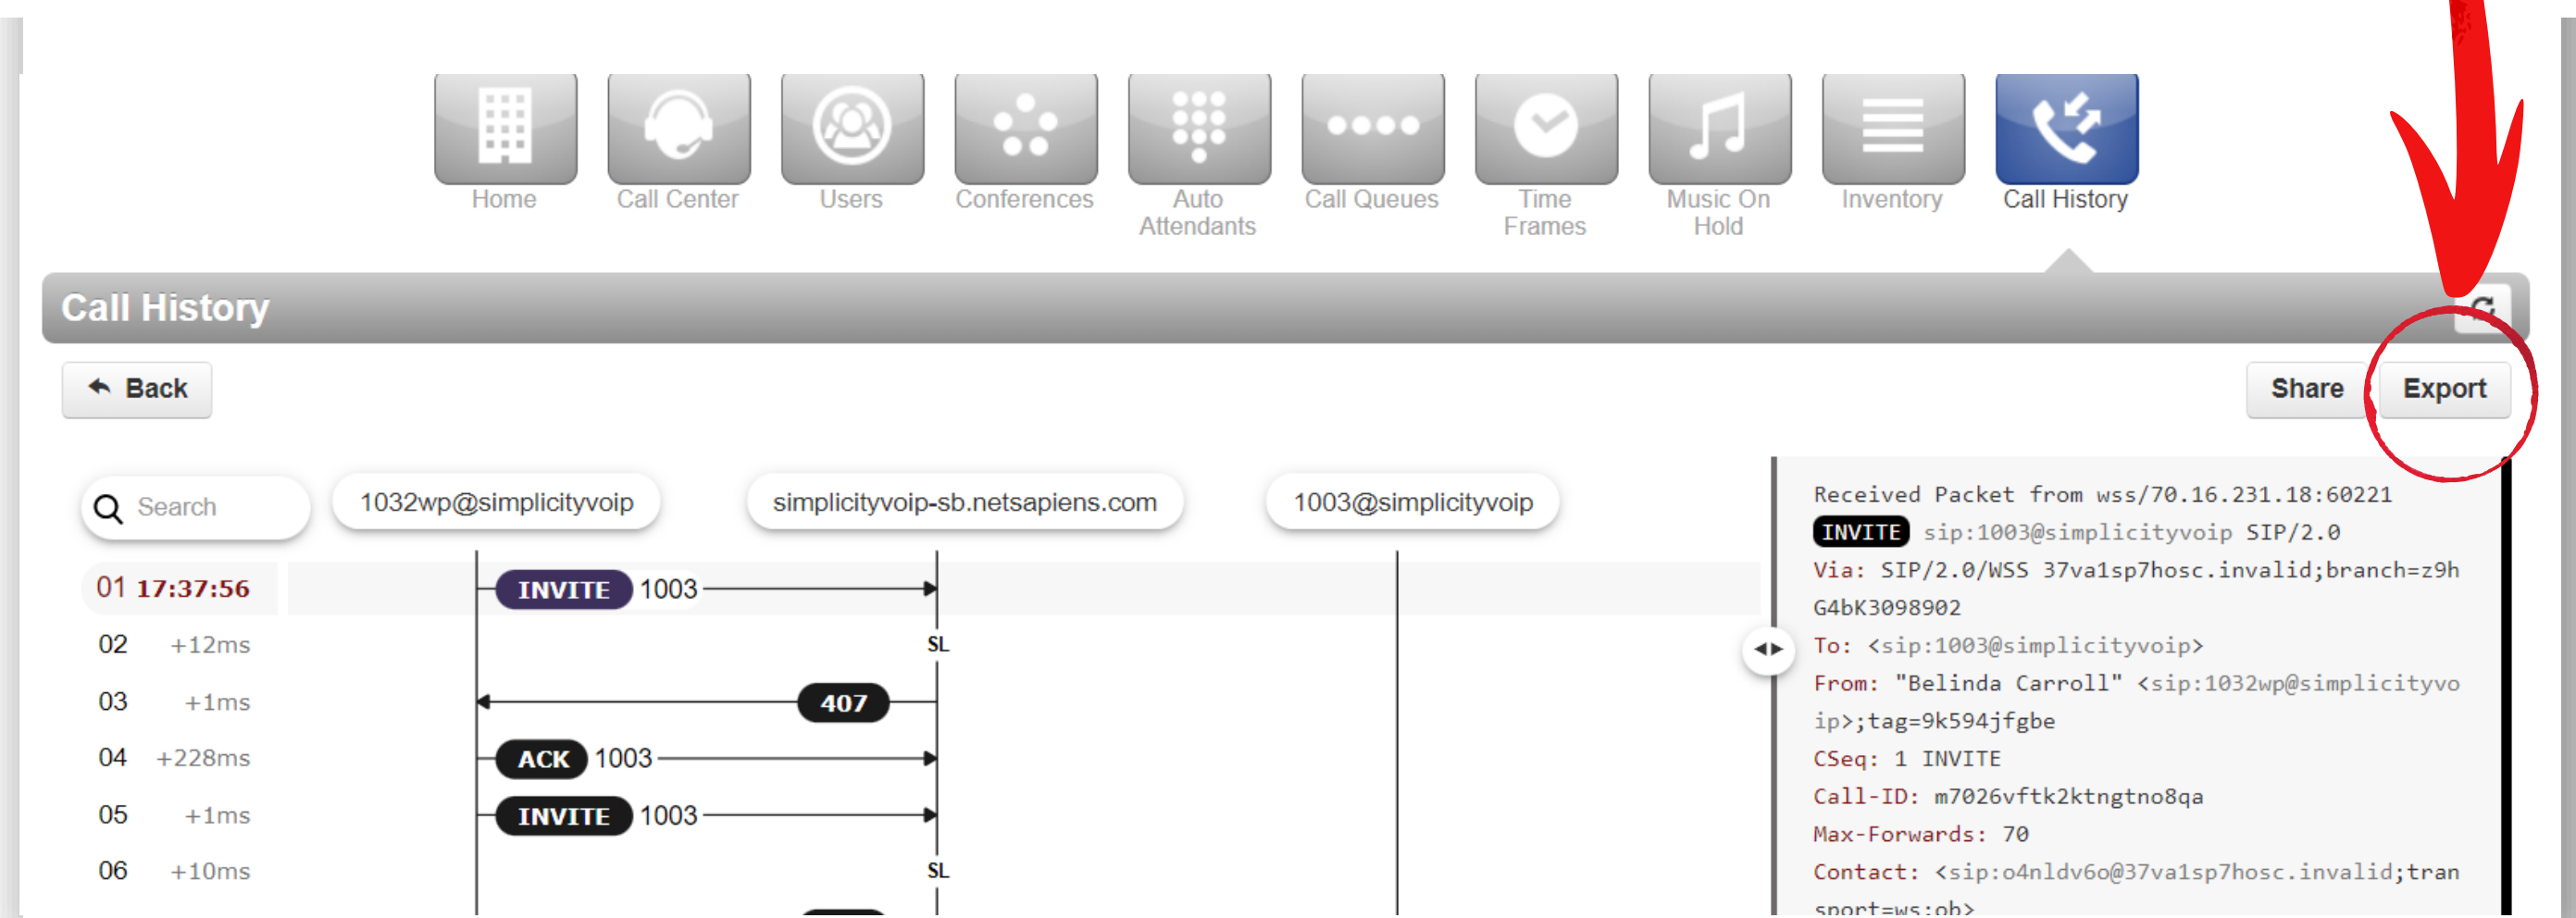 Home
Call Center
Users
Conferences
Auto
Attendants
Call Queues
Time
Frames
Music On
Hold
Inventory
Call History
Call History
Back
Share
Export
Search
1032wp@simplicityvoip
simplicityvoip-sb.netsapiens.com
1003@simplicityvoip
01 17:37:56
INVITE 1003
02 +12ms
SL
03 +1ms
407
04 +228ms
ACK 1003
05 +1ms
INVITE 1003
06 +10ms
SL
Received Packet from wss/70.16.231.18:60221
INVITE sip:1003@simplicityvoip SIP/2.0
Via: SIP/2.0/WSS 37va1sp7hosc.invalid;branch=z9h
G4bK3098902
To: <sip:1003@simplicityvoip>
From: "Belinda Carroll" <sip:1032wp@simplicityvo
ip>;tag=9k594jfgbe
CSeq: 1 INVITE
Call-ID: m7026vftk2ktngtno8qa
Max-Forwards: 70
Contact: <sip:o4nldv6o@37va1sp7hosc.invalid;tran
sport=ws;ob>